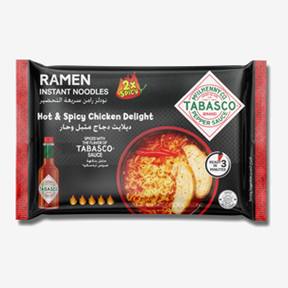 RAMEN
INSTANT NOODLES
نودلز رامن سريعة التحضير
2x
SPICY
Hot & Spicy Chicken Delight
ديلايت دجاج متبل وحار
SPICED WITH
THE FLAVOR OF
TABASCO
SAUCE
McILHENNY CO.
TABASCO
BRAND
PEPPER SAUCE
READY IN
3
MINUTES
TABASCO